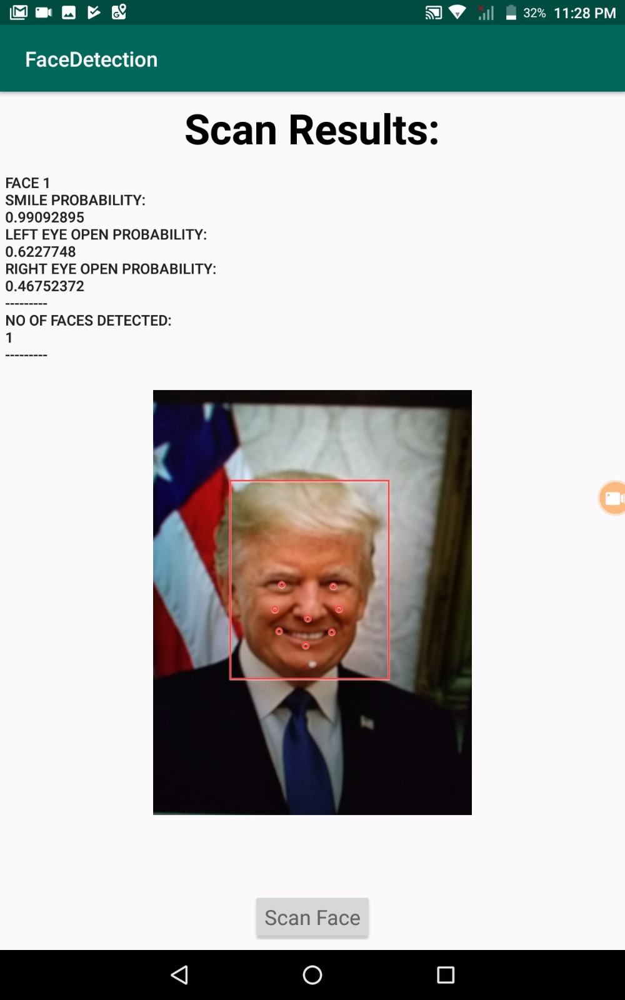 32% 11:28 PM
FaceDetection
Scan Results:
FACE 1
SMILE PROBABILITY:
0.99092895
LEFT EYE OPEN PROBABILITY:
0.6227748
RIGHT EYE OPEN PROBABILITY:
0.46752372
---------
NO OF FACES DETECTED:
1
---------
Scan Face